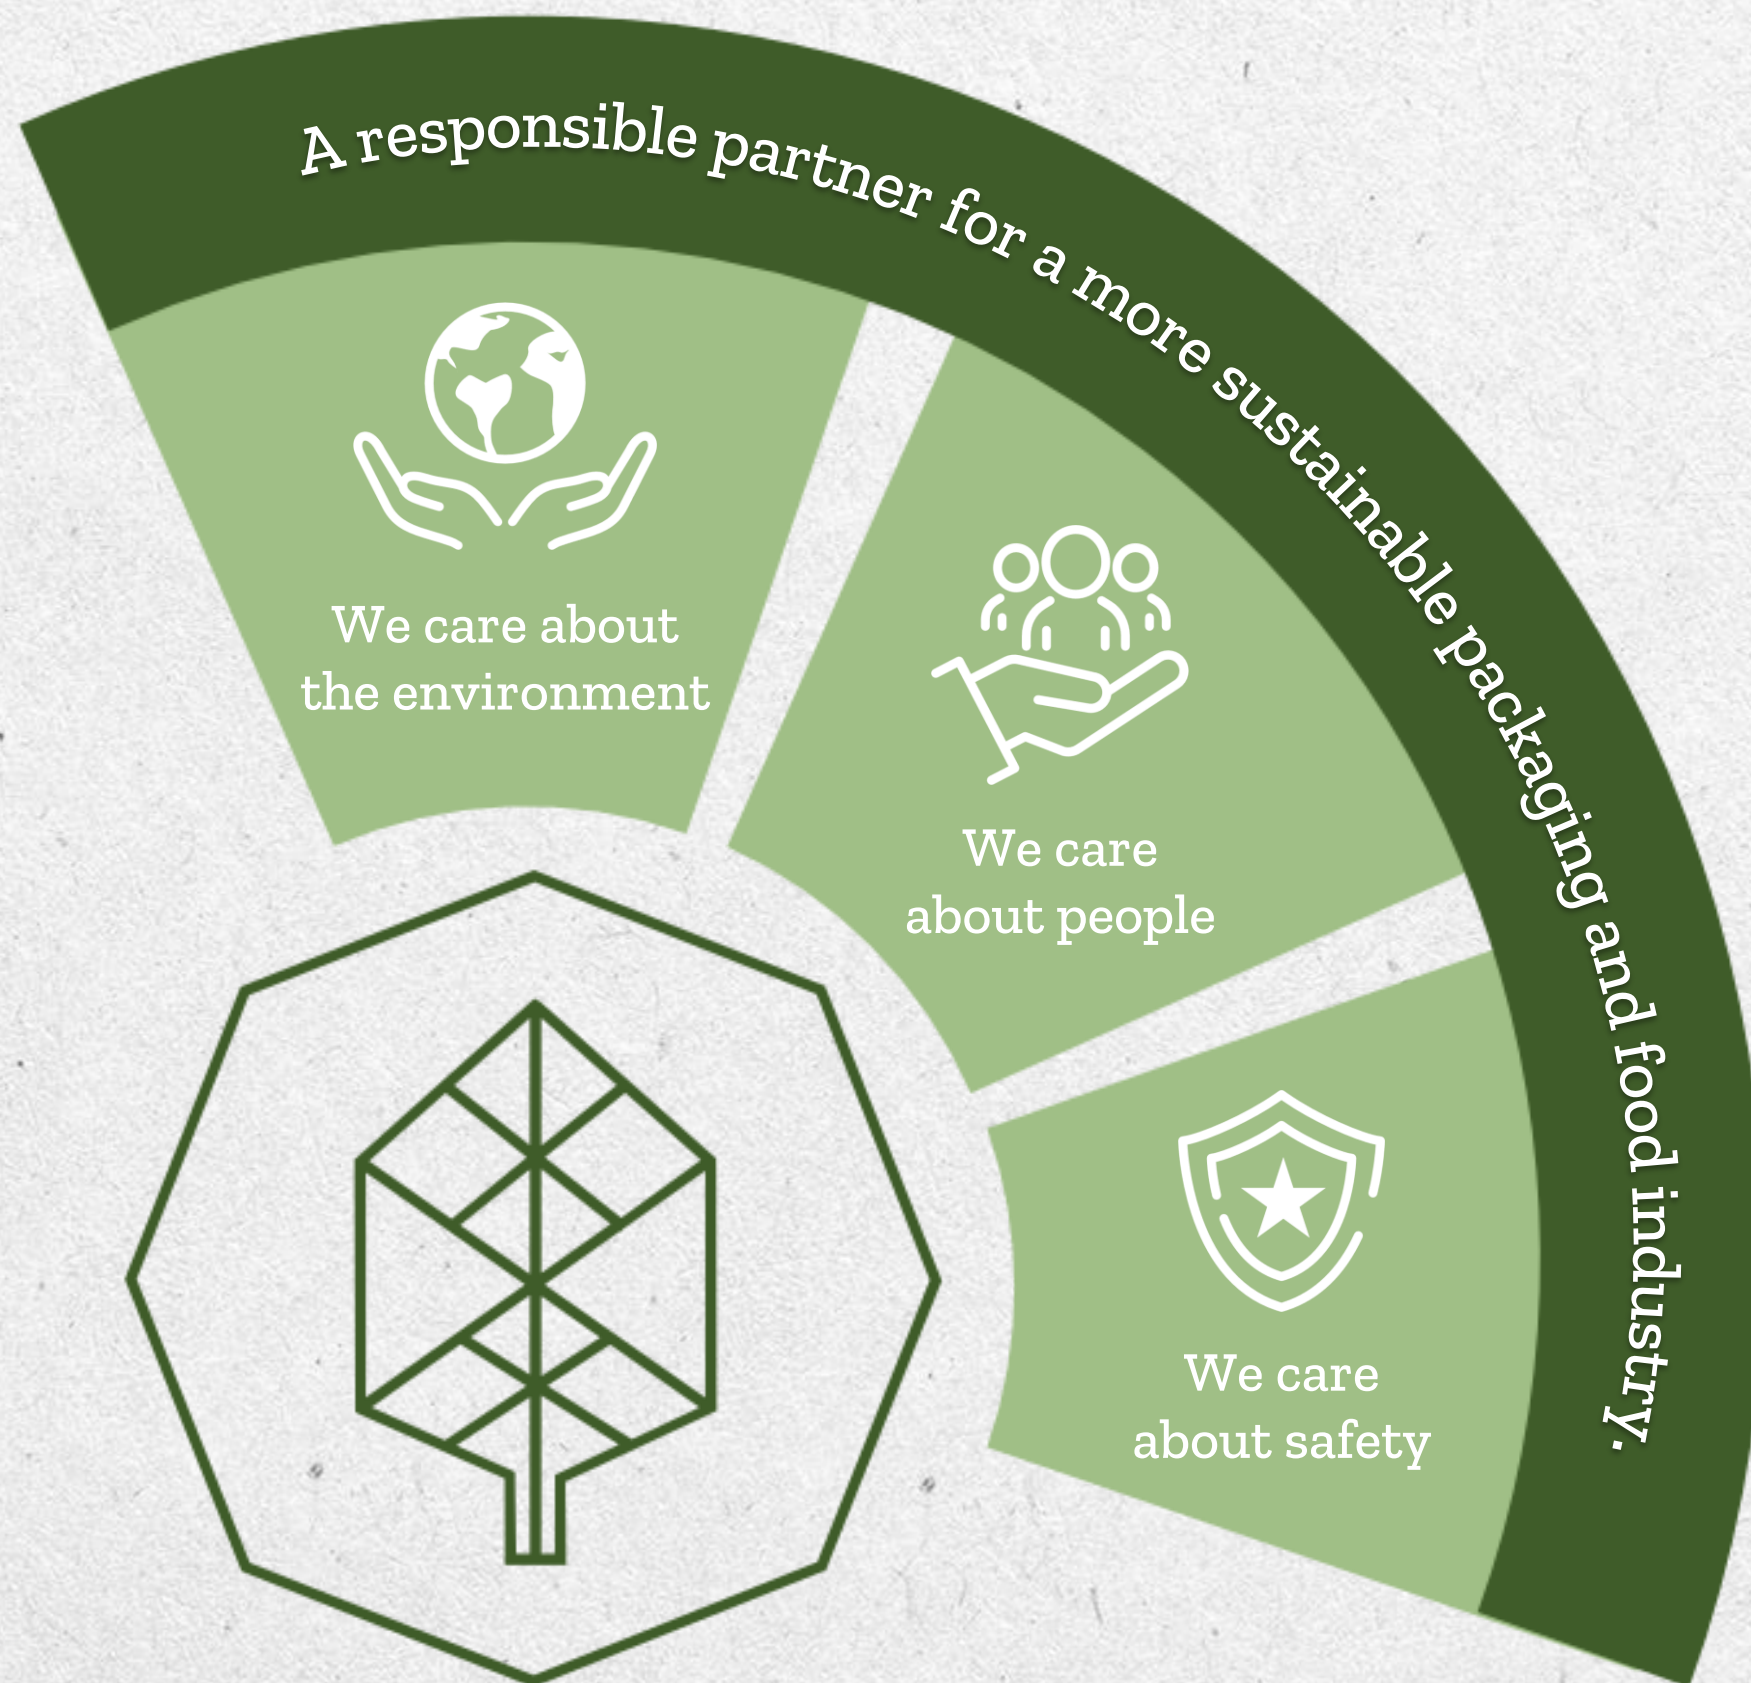 A responsible partner for a more sustainable packaging and food industry.
We care about
the environment
We care
about people
We care
about safety